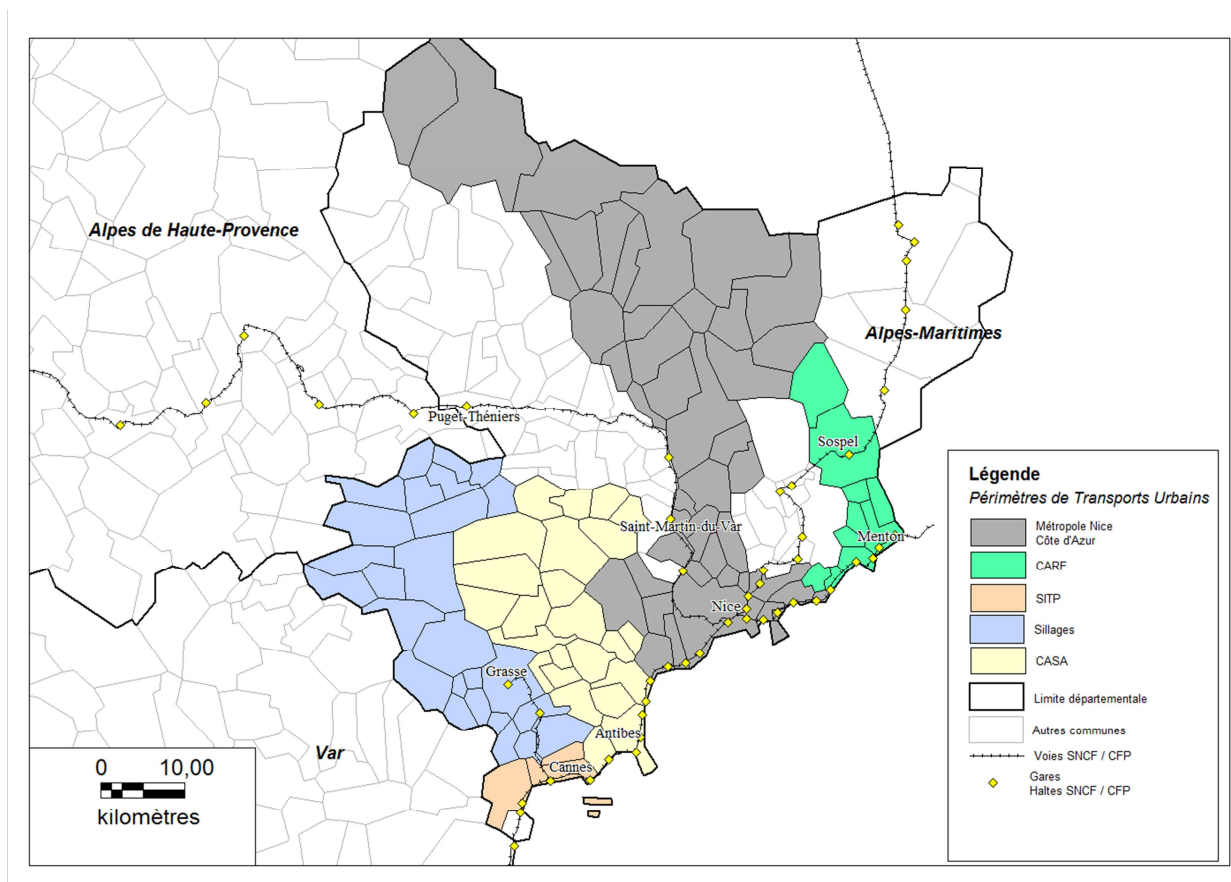 Alpes de Haute-Provence
Alpes-Maritimes
Puget-Théniers
Sospel
Saint-Martin-du-Var
Menton
Nice
Grasse
Antibes
Var
Cannes
0 10,00
kilomètres
Légende
Périmètres de Transports Urbains
Métropole Nice
Côte d'Azur
CARF
SITP
Sillages
CASA
Limite départementale
Autres communes
Voies SNCF / CFP
Gares
Haltes SNCF / CFP